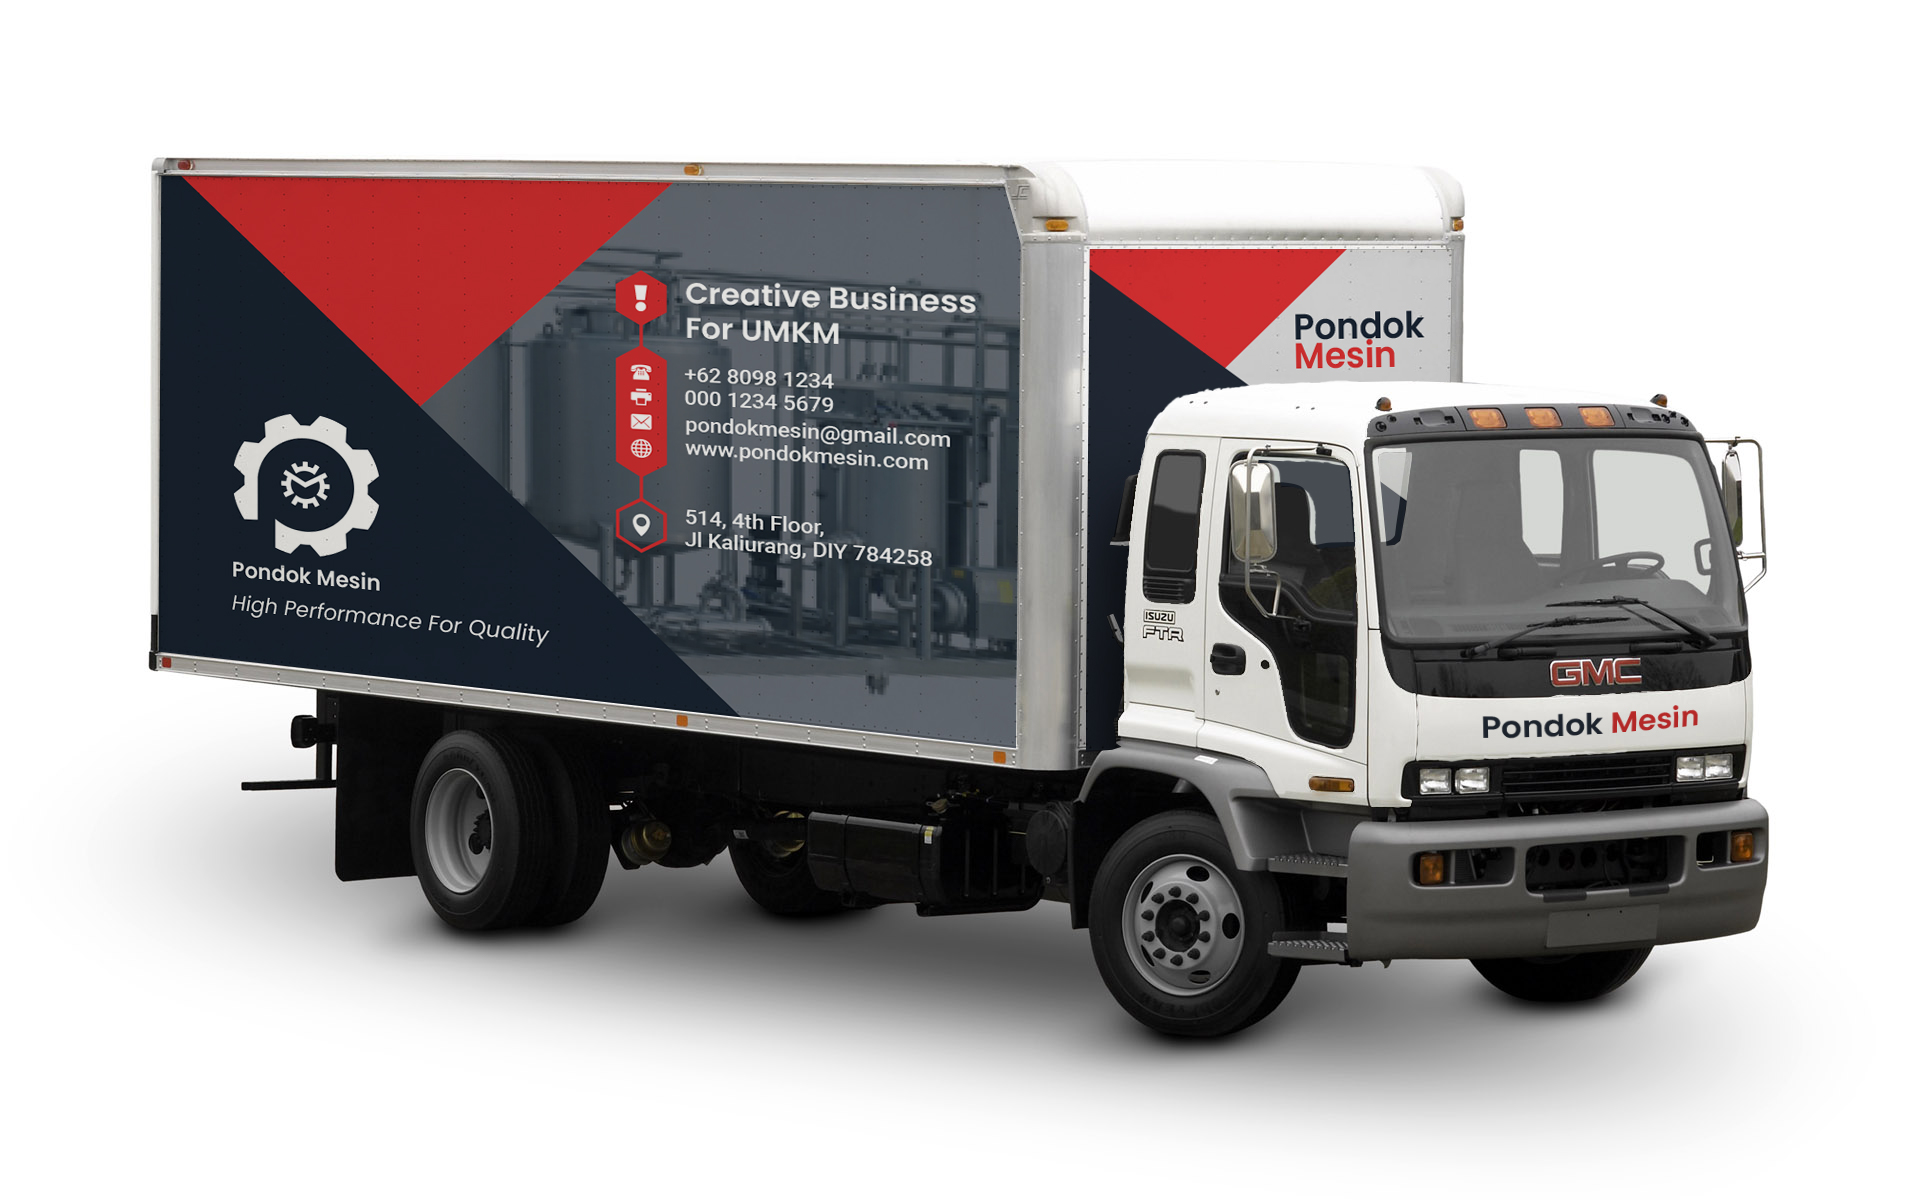 Creative Business
For UMKM
+62 8098 1234
000 1234 5679
pondokmesin@gmail.com
www.pondokmesin.com
514, 4th Floor,
Jl Kaliurang, DIY 784258
Pondok Mesin
High Performance For Quality
Pondok
Mesin
ISUZU
FTR
GMC
Pondok Mesin